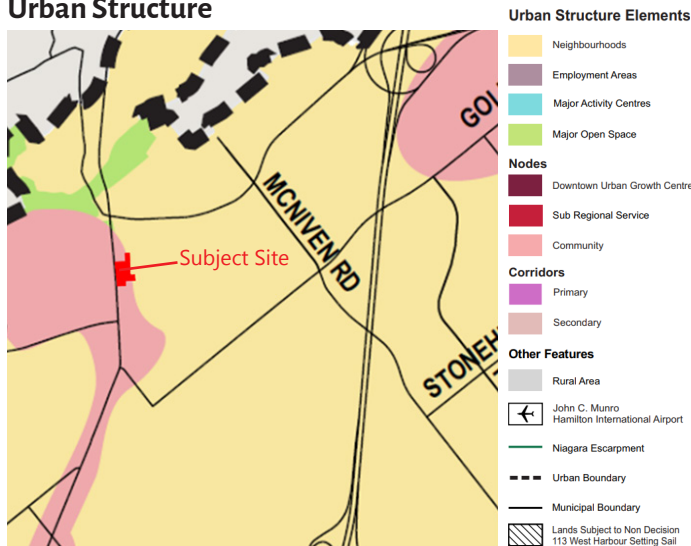 Urban Structure
Urban Structure Elements
Neighbourhoods
Employment Areas
Major Activity Centres
Major Open Space
Nodes
Downtown Urban Growth Centre
Sub Regional Service
Community
Corridors
Primary
Secondary
Other Features
Rural Area
John C. Munro
Hamilton International Airport
Niagara Escarpment
Urban Boundary
Municipal Boundary
Lands Subject to Non Decision
113 West Harbour Setting Sail
MCNIVEN RD
Subject Site